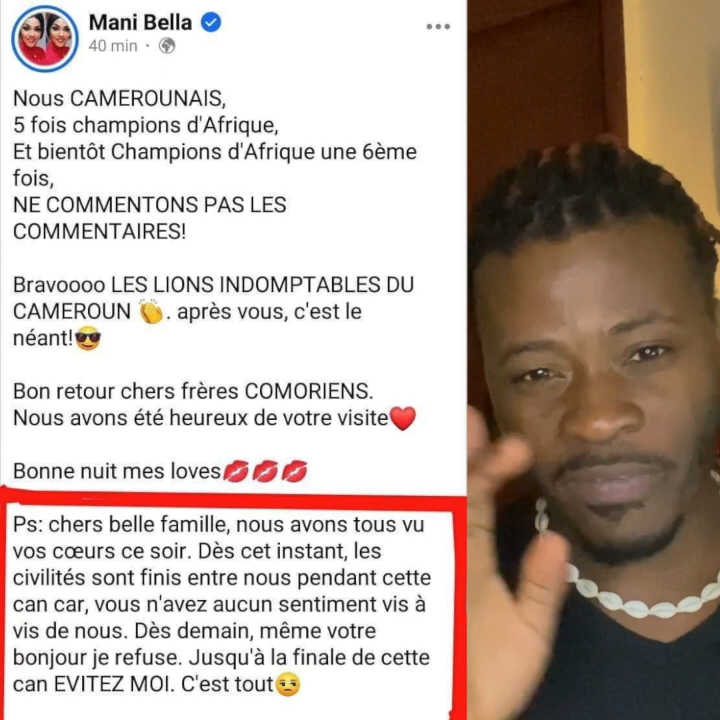 Mani Bella
40 min
Nous CAMEROUNAIS,
5 fois champions d'Afrique,
Et bientôt Champions d'Afrique une 6ème
fois,
NE COMMENTONS PAS LES
COMMENTAIRES!
Bravoooo LES LIONS INDOMPTABLES DU
CAMEROUN 👏. après vous, c'est le
néant!😎
Bon retour chers frères COMORIENS.
Nous avons été heureux de votre visite❤️
Bonne nuit mes loves💋💋💋
Ps: chers belle famille, nous avons tous vu
vos cœurs ce soir. Dès cet instant, les
civilités sont finis entre nous pendant cette
can car, vous n'avez aucun sentiment vis à
vis de nous. Dès demain, même votre
bonjour je refuse. Jusqu'à la finale de cette
can EVITEZ MOI. C'est tout😒